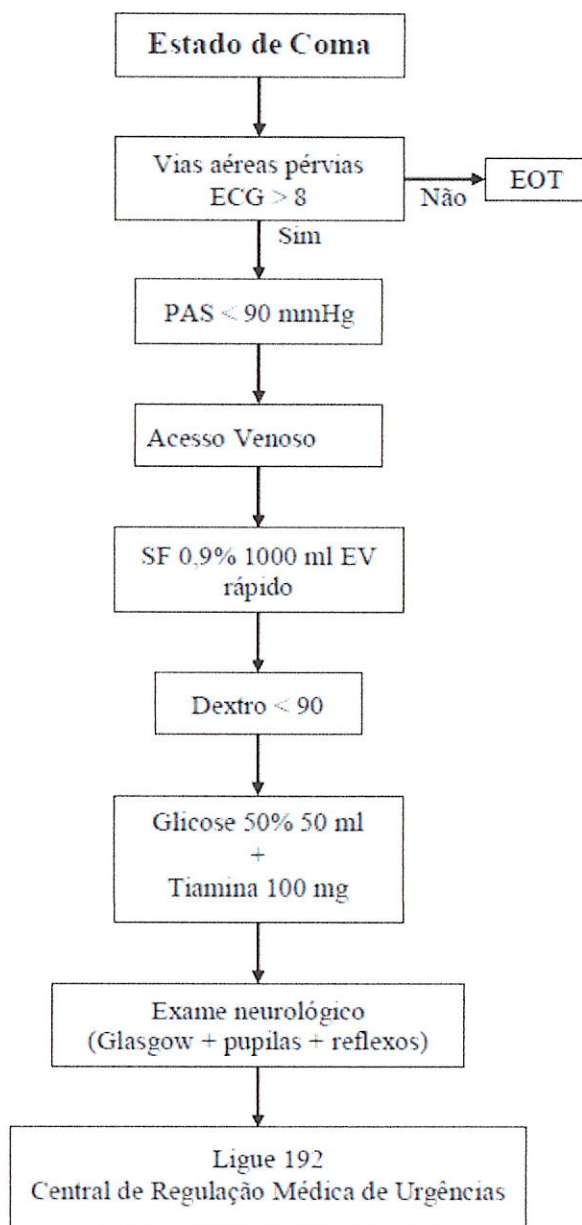 Estado de Coma
Vias aéreas pérvias
ECG > 8
Não
EOT
Sim
PAS < 90 mmHg
Acesso Venoso
SF 0,9% 1000 ml EV
rápido
Dextro < 90
Glicose 50% 50 ml
+
Tiamina 100 mg
Exame neurológico
(Glasgow + pupilas + reflexos)
Ligue 192
Central de Regulação Médica de Urgências